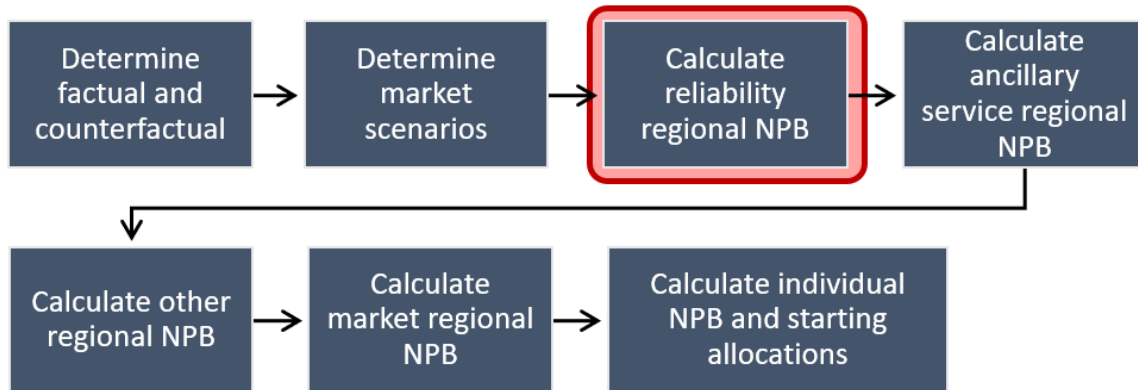 Determine
factual and
counterfactual
Determine
market
scenarios
Calculate
reliability
regional NPB
Calculate
ancillary
service regional
NPB
Calculate other
regional NPB
Calculate
market regional
NPB
Calculate individual
NPB and starting
allocations